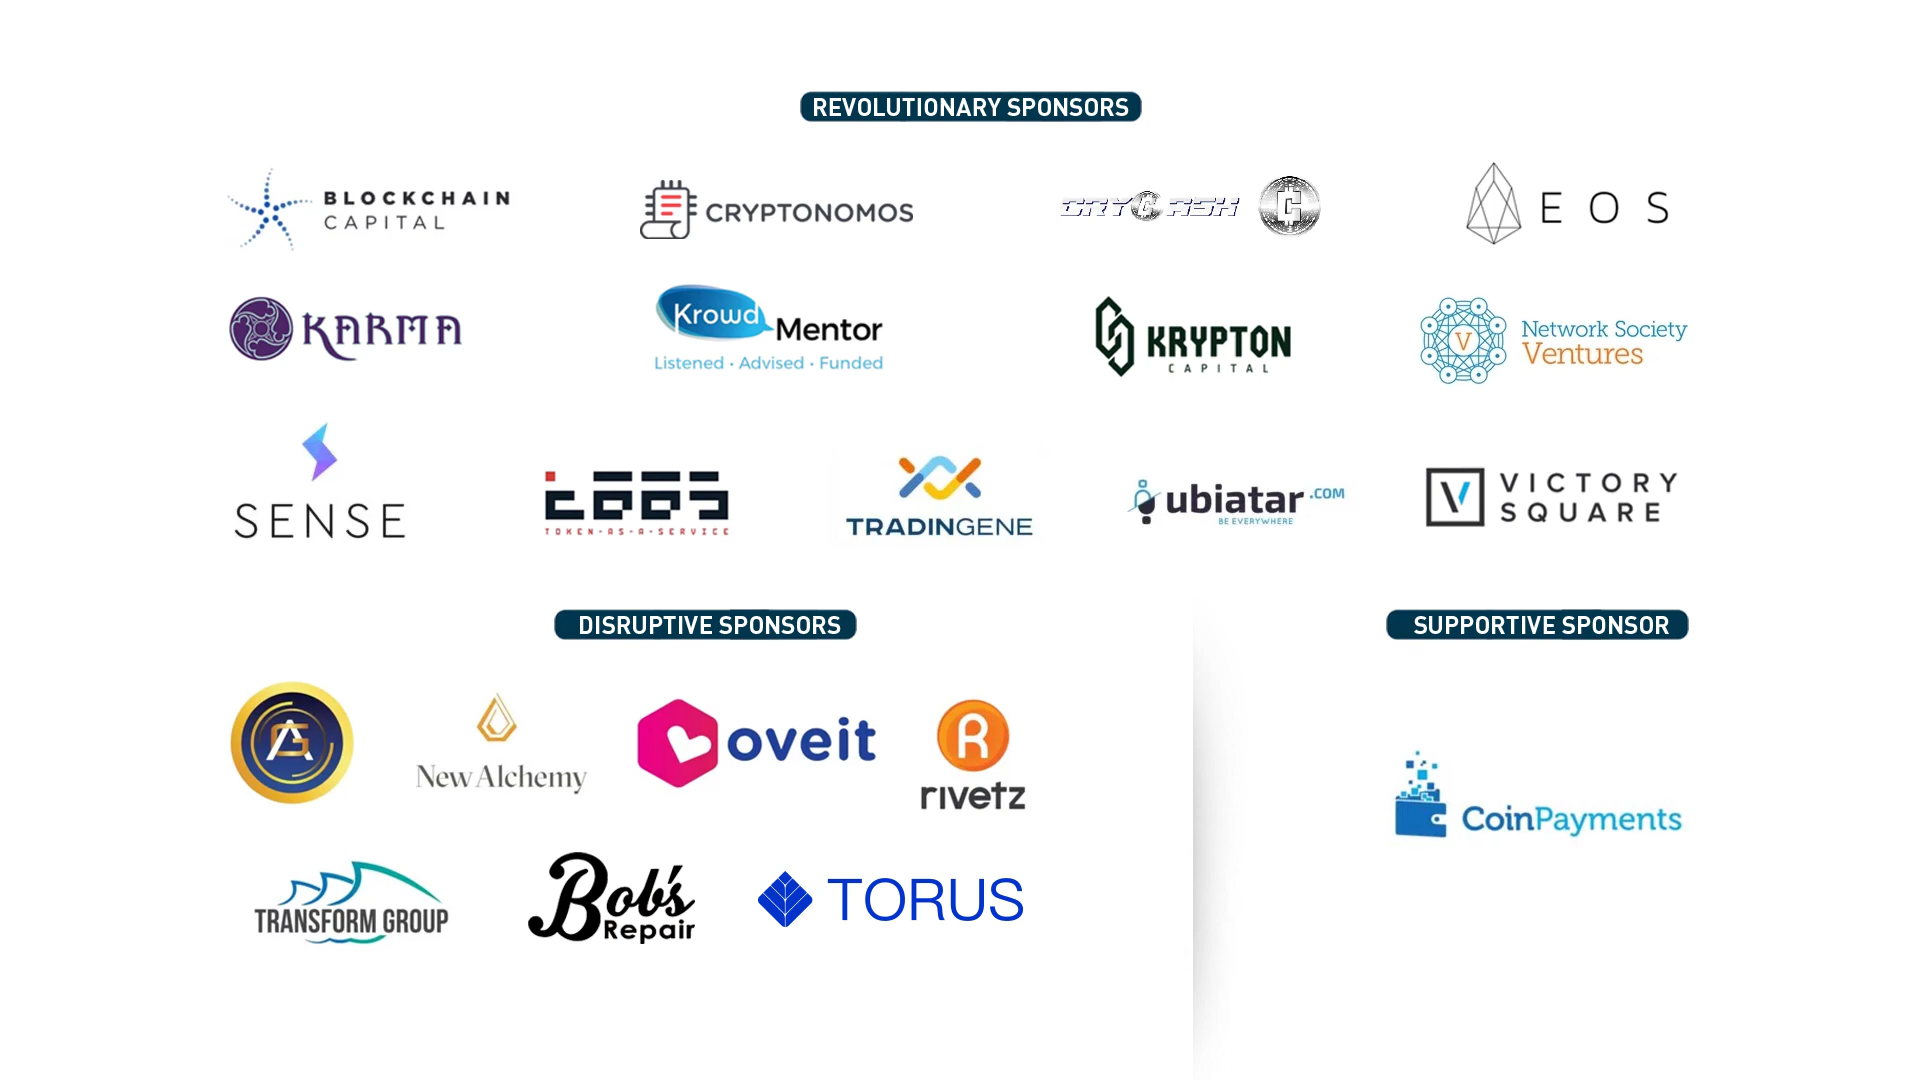 REVOLUTIONARY SPONSORS
BLOCKCHAIN
CAPITAL
CRYPTONOMOS
CRYCASH
C
EOS
KARMA
Krowd
Mentor
Listened · Advised · Funded
KRYPTON
CAPITAL
V
Network Society
Ventures
SENSE
TOKEN-AS-A-SERVICE
TRADINGENE
ubiatar.com
BE EVERYWHERE
V
VICTORY
SQUARE
DISRUPTIVE SPONSORS
SUPPORTIVE SPONSOR
AG
New Alchemy
oveit
R
rivetz
CoinPayments
TRANSFORM GROUP
Bob's
Repair
TORUS